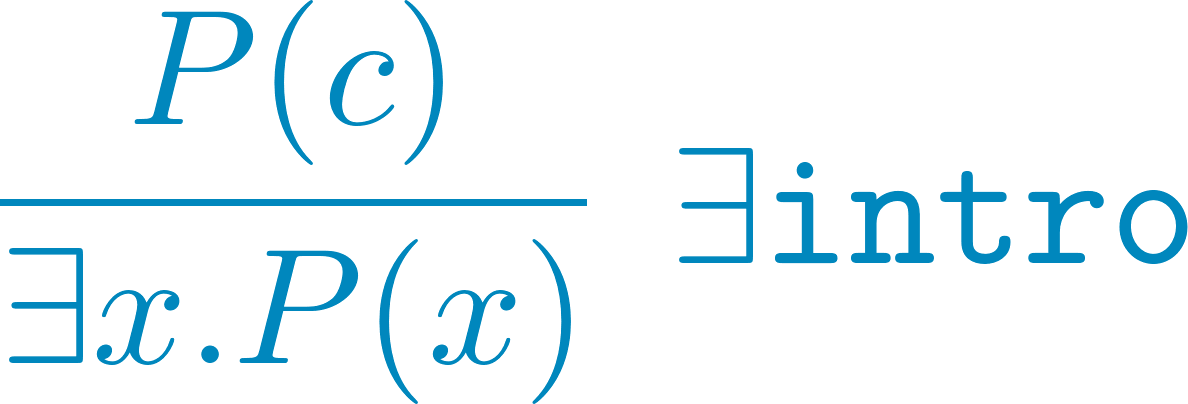 P(c)
∃intro
∃x.P(x)